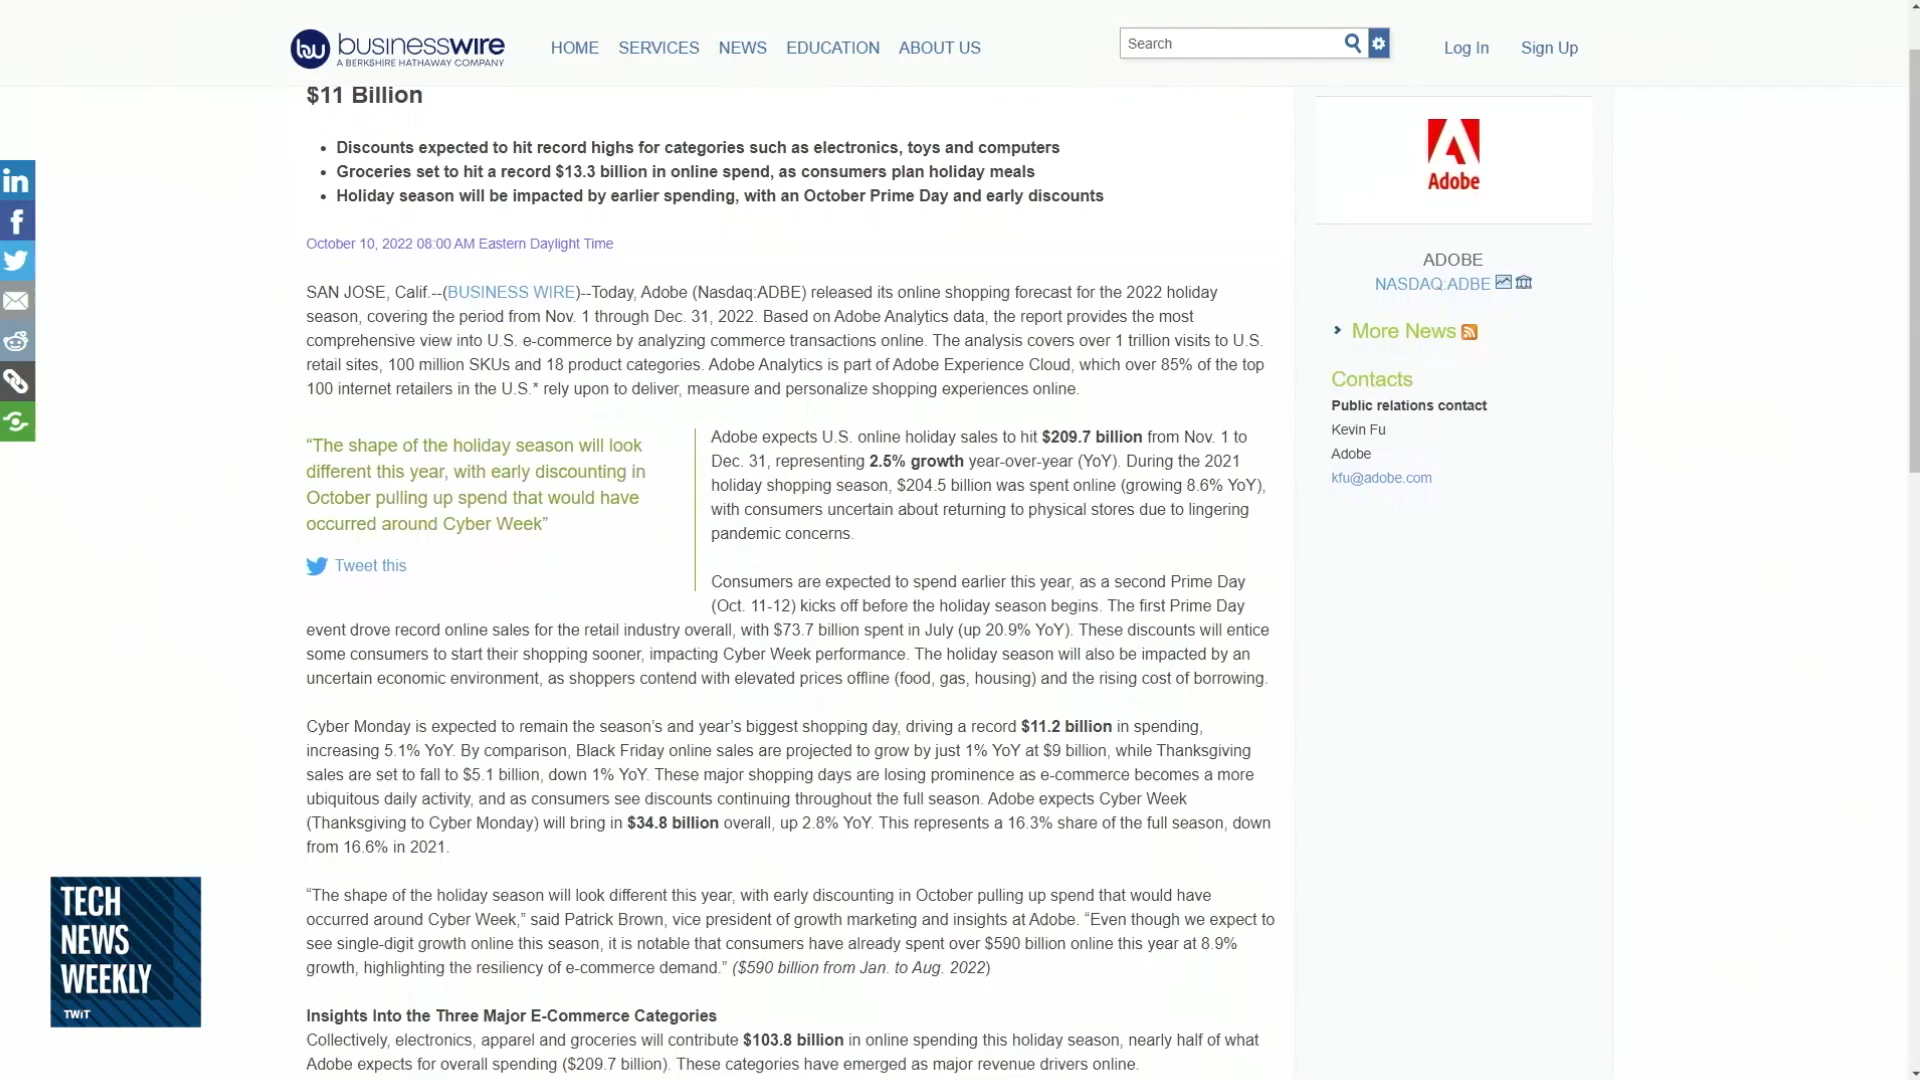 businesswire
A BERKSHIRE HATHAWAY COMPANY
HOME SERVICES NEWS EDUCATION ABOUT US
Search
Log In Sign Up
$11 Billion
• Discounts expected to hit record highs for categories such as electronics, toys and computers
• Groceries set to hit a record $13.3 billion in online spend, as consumers plan holiday meals
• Holiday season will be impacted by earlier spending, with an October Prime Day and early discounts
October 10, 2022 08:00 AM Eastern Daylight Time
SAN JOSE, Calif.--(BUSINESS WIRE)--Today, Adobe (Nasdaq:ADBE) released its online shopping forecast for the 2022 holiday
season, covering the period from Nov. 1 through Dec. 31, 2022. Based on Adobe Analytics data, the report provides the most
comprehensive view into U.S. e-commerce by analyzing commerce transactions online. The analysis covers over 1 trillion visits to U.S.
retail sites, 100 million SKUs and 18 product categories. Adobe Analytics is part of Adobe Experience Cloud, which over 85% of the top
100 internet retailers in the U.S.* rely upon to deliver, measure and personalize shopping experiences online.
“The shape of the holiday season will look
different this year, with early discounting in
October pulling up spend that would have
occurred around Cyber Week”
Tweet this
Adobe expects U.S. online holiday sales to hit $209.7 billion from Nov. 1 to
Dec. 31, representing 2.5% growth year-over-year (YoY). During the 2021
holiday shopping season, $204.5 billion was spent online (growing 8.6% YoY),
with consumers uncertain about returning to physical stores due to lingering
pandemic concerns.
Consumers are expected to spend earlier this year, as a second Prime Day
(Oct. 11-12) kicks off before the holiday season begins. The first Prime Day
event drove record online sales for the retail industry overall, with $73.7 billion spent in July (up 20.9% YoY). These discounts will entice
some consumers to start their shopping sooner, impacting Cyber Week performance. The holiday season will also be impacted by an
uncertain economic environment, as shoppers contend with elevated prices offline (food, gas, housing) and the rising cost of borrowing.
Cyber Monday is expected to remain the season’s and year’s biggest shopping day, driving a record $11.2 billion in spending,
increasing 5.1% YoY. By comparison, Black Friday online sales are projected to grow by just 1% YoY at $9 billion, while Thanksgiving
sales are set to fall to $5.1 billion, down 1% YoY. These major shopping days are losing prominence as e-commerce becomes a more
ubiquitous daily activity, and as consumers see discounts continuing throughout the full season. Adobe expects Cyber Week
(Thanksgiving to Cyber Monday) will bring in $34.8 billion overall, up 2.8% YoY. This represents a 16.3% share of the full season, down
from 16.6% in 2021.
“The shape of the holiday season will look different this year, with early discounting in October pulling up spend that would have
occurred around Cyber Week,” said Patrick Brown, vice president of growth marketing and insights at Adobe. “Even though we expect to
see single-digit growth online this season, it is notable that consumers have already spent over $590 billion online this year at 8.9%
growth, highlighting the resiliency of e-commerce demand.” ($590 billion from Jan. to Aug. 2022)
Insights Into the Three Major E-Commerce Categories
Collectively, electronics, apparel and groceries will contribute $103.8 billion in online spending this holiday season, nearly half of what
Adobe expects for overall spending ($209.7 billion). These categories have emerged as major revenue drivers online.
Adobe
ADOBE
NASDAQ:ADBE
More News
Contacts
Public relations contact
Kevin Fu
Adobe
kfu@adobe.com
TECH
NEWS
WEEKLY
TWiT